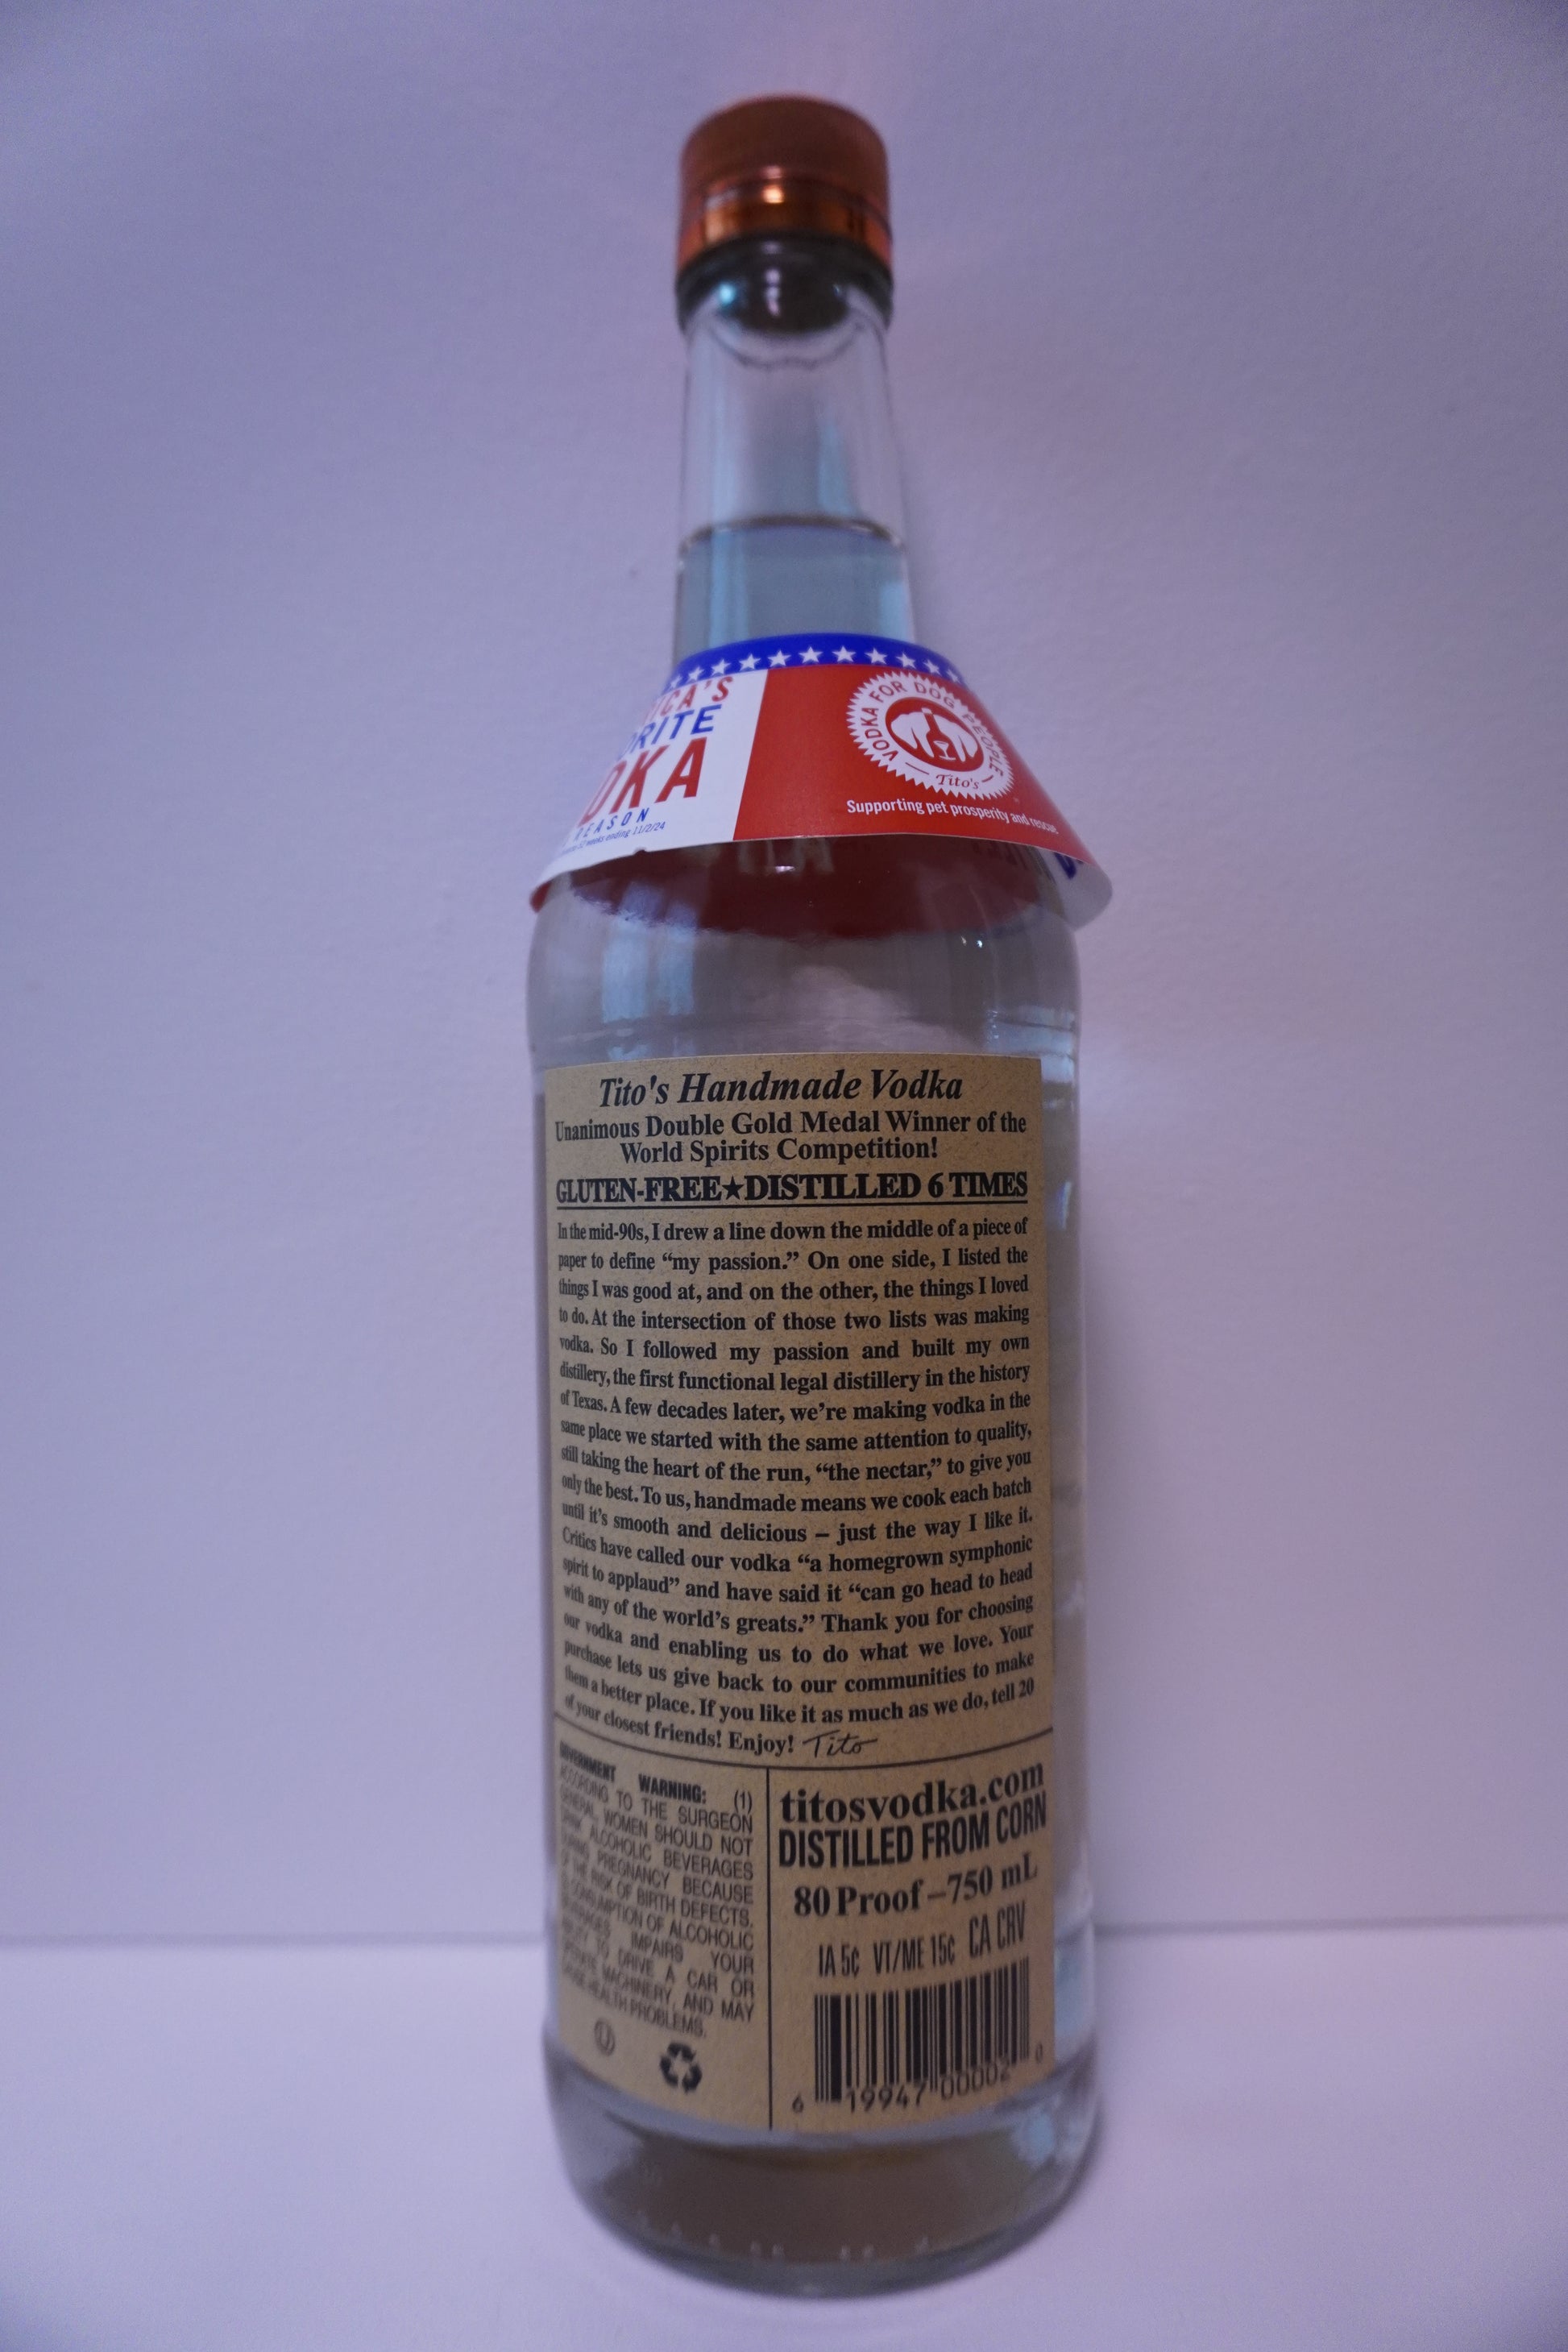 ICA'S
ORITE
DKA
REASON
weeks ending 11/2/24
VODKA FOR DOG PEOPLE
Tito's
Supporting pet prosperity and rescue
Tito's Handmade Vodka
Unanimous Double Gold Medal Winner of the
World Spirits Competition!
GLUTEN-FREE★DISTILLED 6 TIMES
In the mid-90s, I drew a line down the middle of a piece of
paper to define “my passion.” On one side, I listed the
things I was good at, and on the other, the things I loved
to do. At the intersection of those two lists was making
vodka. So I followed my passion and built my own
distillery, the first functional legal distillery in the history
of Texas. A few decades later, we’re making vodka in the
same place we started with the same attention to quality,
still taking the heart of the run, “the nectar,” to give you
only the best. To us, handmade means we cook each batch
until it’s smooth and delicious – just the way I like it.
Critics have called our vodka “a homegrown symphonic
spirit to applaud” and have said it “can go head to head
with any of the world’s greats.” Thank you for choosing
our vodka and enabling us to do what we love. Your
purchase lets us give back to our communities to make
them a better place. If you like it as much as we do, tell 20
of your closest friends! Enjoy! Tito
GOVERNMENT WARNING: (1)
ACCORDING TO THE SURGEON
GENERAL, WOMEN SHOULD NOT
DRINK ALCOHOLIC BEVERAGES
DURING PREGNANCY BECAUSE
OF THE RISK OF BIRTH DEFECTS.
CONSUMPTION OF ALCOHOLIC
BEVERAGES IMPAIRS YOUR
ABILITY TO DRIVE A CAR OR
OPERATE MACHINERY, AND MAY
CAUSE HEALTH PROBLEMS.
U
titosvodka.com
DISTILLED FROM CORN
80 Proof – 750 mL
IA 5¢ VT/ME 15¢ CA CRV
6 19947 00002 0